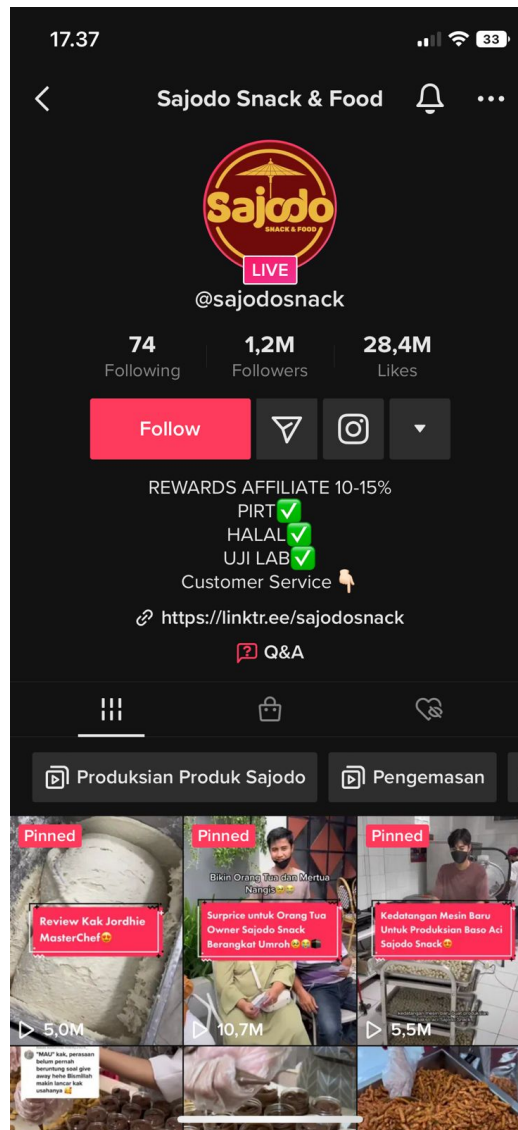 17.37
33
Sajodo Snack & Food
Sajodo
SNACK & FOOD
LIVE
@sajodosnack
74
Following
1,2M
Followers
28,4M
Likes
Follow
REWARDS AFFILIATE 10-15%
PIRT✅
HALAL✅
UJI LAB✅
Customer Service 👇🏻
https://linktr.ee/sajodosnack
Q&A
Produksian Produk Sajodo
Pengemasan
Pinned
Review Kak Jordhie
MasterChef😍
5,0M
Pinned
Bikin Orang Tua dan Mertua
Nangis😭😭
Surprice untuk Orang Tua
Owner Sajodo Snack
Berangkat Umroh😭😭🕋
10,7M
Pinned
Kedatangan Mesin Baru
Untuk Produksian Baso Aci
Sajodo Snack😍
5,5M
"MAU" kak, perasaan
belum pernah
beruntung soal give
away hehe Bismillah
makin lancar kak
usahanya 🥰